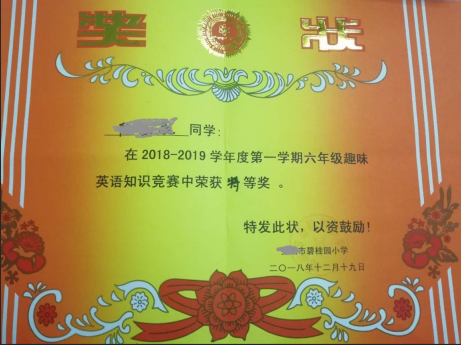 奖 状
同学:
在 2018-2019 学年度第一学期六年级趣味
英语知识竞赛中荣获 特等奖 。
特发此状,以资鼓励!
市碧桂园小学
二〇一八年十二月十九日